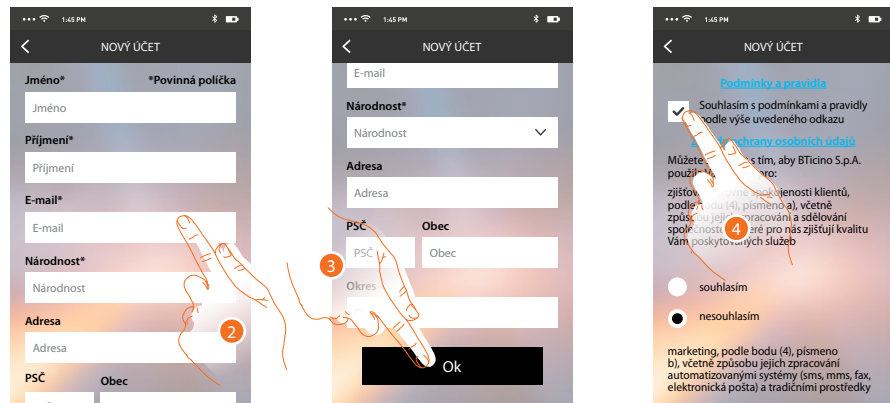 1:45 PM
NOVÝ ÚČET
Jméno* *Povinná políčka
Jméno
Příjmení*
Příjmení
E-mail*
E-mail
Národnost*
Národnost
2
Adresa
Adresa
PSČ Obec
1:45 PM
NOVÝ ÚČET
E-mail
Národnost*
Národnost
Adresa
Adresa
PSČ Obec
PSČ Obec
3
Okres
Ok
1:45 PM
NOVÝ ÚČET
Podmínky a pravidla
Souhlasím s podmínkami a pravidly
podle výše uvedeného odkazu
ochrany osobních údajů
Můžete s tím, aby BTicino S.p.A.
pro:
spokojenosti klientů,
podle bodu (4), písmeno a), včetně
způsobu jejich zpracování a sdělování
které pro nás zjišťují kvalitu
Vám poskytovaných služeb
4
souhlasím
nesouhlasím
marketing, podle bodu (4), písmeno
b), včetně způsobu jejich zpracování
automatizovanými systémy (sms, mms, fax,
elektronická pošta) a tradičními prostředky